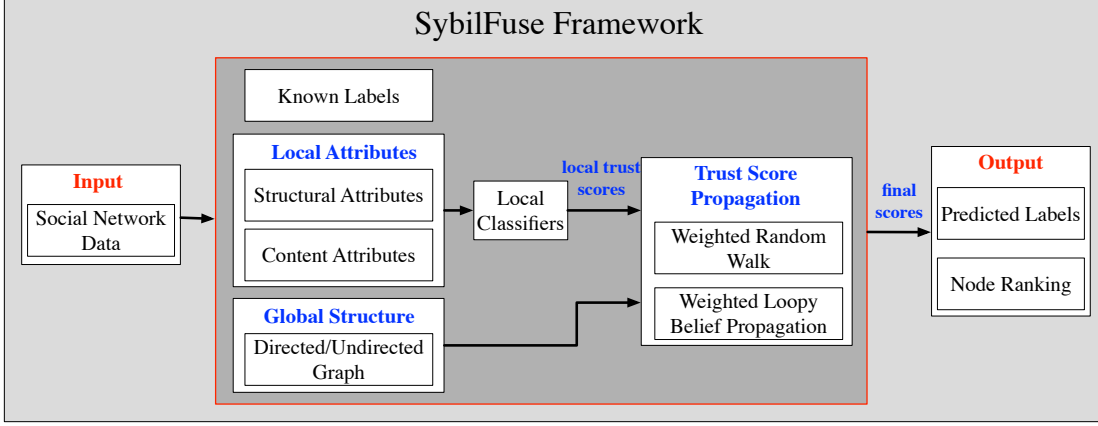 SybilFuse Framework
Input
Social Network
Data
Known Labels
Local Attributes
Structural Attributes
Content Attributes
Global Structure
Directed/Undirected
Graph
Local
Classifiers
local trust
scores
Trust Score
Propagation
Weighted Random
Walk
Weighted Loopy
Belief Propagation
final
scores
Output
Predicted Labels
Node Ranking